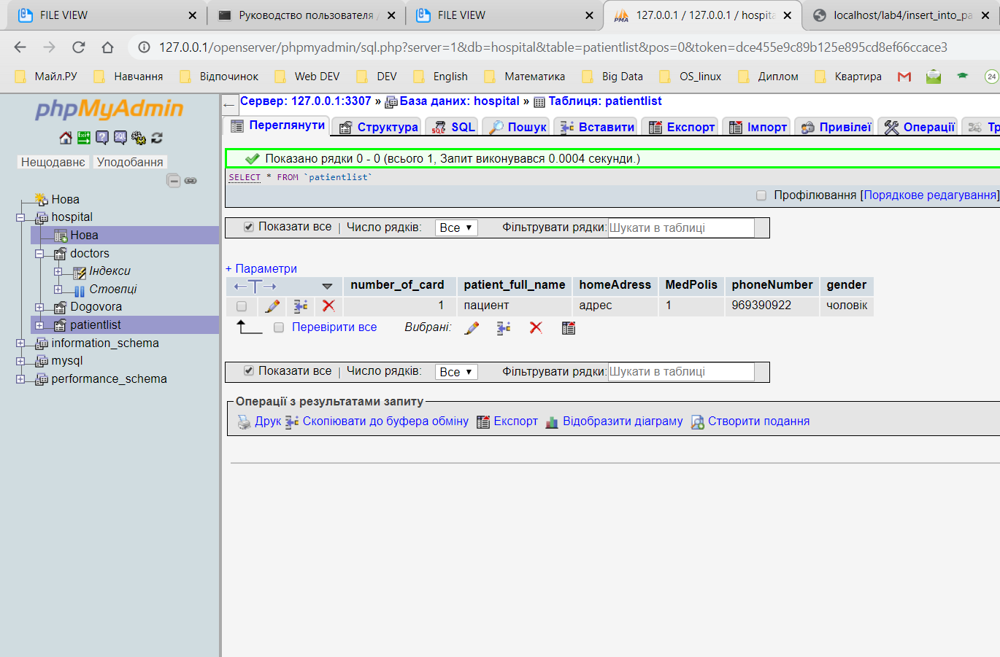 FILE VIEW
Руководство пользователя
FILE VIEW
127.0.0.1 / 127.0.0.1 / hospita
localhost/lab4/insert_into_pa
127.0.0.1/openserver/phpmyadmin/sql.php?server=1&db=hospital&table=patientlist&pos=0&token=dce455e9c89b125e895cd8ef66ccace3
Майл.РУ Навчання Відпочинок Web DEV DEV English Математика Big Data OS_linux Диплом Квартира 24
phpMyAdmin
Нещодавнє Уподобання
Нова
hospital
Нова
doctors
Індекси
Стовпці
Dogovora
patientlist
information_schema
mysql
performance_schema
Сервер: 127.0.0.1:3307 » База даних: hospital » Таблиця: patientlist
Переглянути Структура SQL Пошук Вставити Експорт Імпорт Привілеї Операції Тр
Показано рядки 0 - 0 (всього 1, Запит виконувався 0.0004 секунди.)
SELECT * FROM `patientlist`
Профілювання [Порядкове редагування]
Показати все | Число рядків: Все Фільтрувати рядки: Шукати в таблиці
+ Параметри
←T→ number_of_card patient_full_name homeAdress MedPolis phoneNumber gender
1 пациент адрес 1 969390922 чоловік
Перевірити все Вибрані:
Показати все | Число рядків: Все Фільтрувати рядки: Шукати в таблиці
Операції з результатами запиту
Друк Скопіювати до буфера обміну Експорт Відобразити діаграму Створити подання